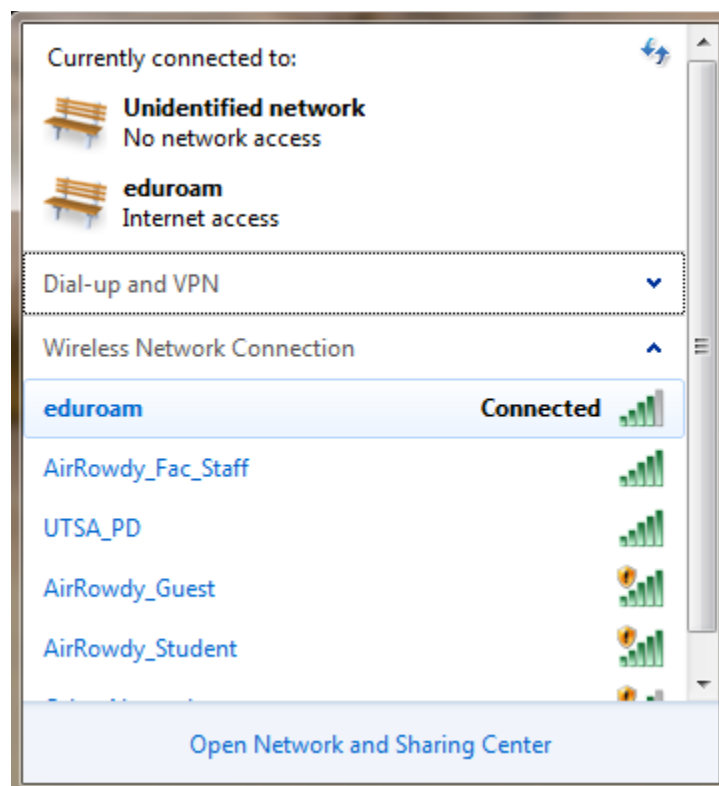 Currently connected to:
Unidentified network
No network access
eduroam
Internet access
Dial-up and VPN
Wireless Network Connection
eduroam Connected
AirRowdy_Fac_Staff
UTSA_PD
AirRowdy_Guest
AirRowdy_Student
Open Network and Sharing Center